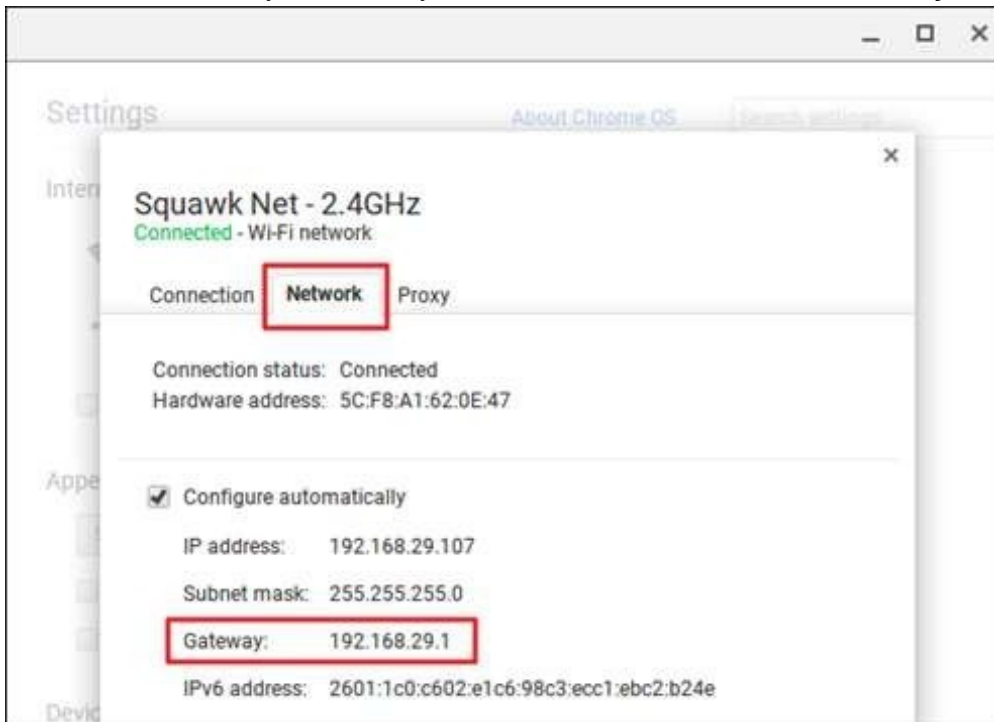 Settings
About Chrome OS
Search settings
Squawk Net - 2.4GHz
Connected - Wi-Fi network
Connection Network Proxy
Connection status: Connected
Hardware address: 5C:F8:A1:62:0E:47
Configure automatically
IP address: 192.168.29.107
Subnet mask: 255.255.255.0
Gateway: 192.168.29.1
IPv6 address: 2601:1c0:c602:e1c6:98c3:ecc1:ebc2:b24e